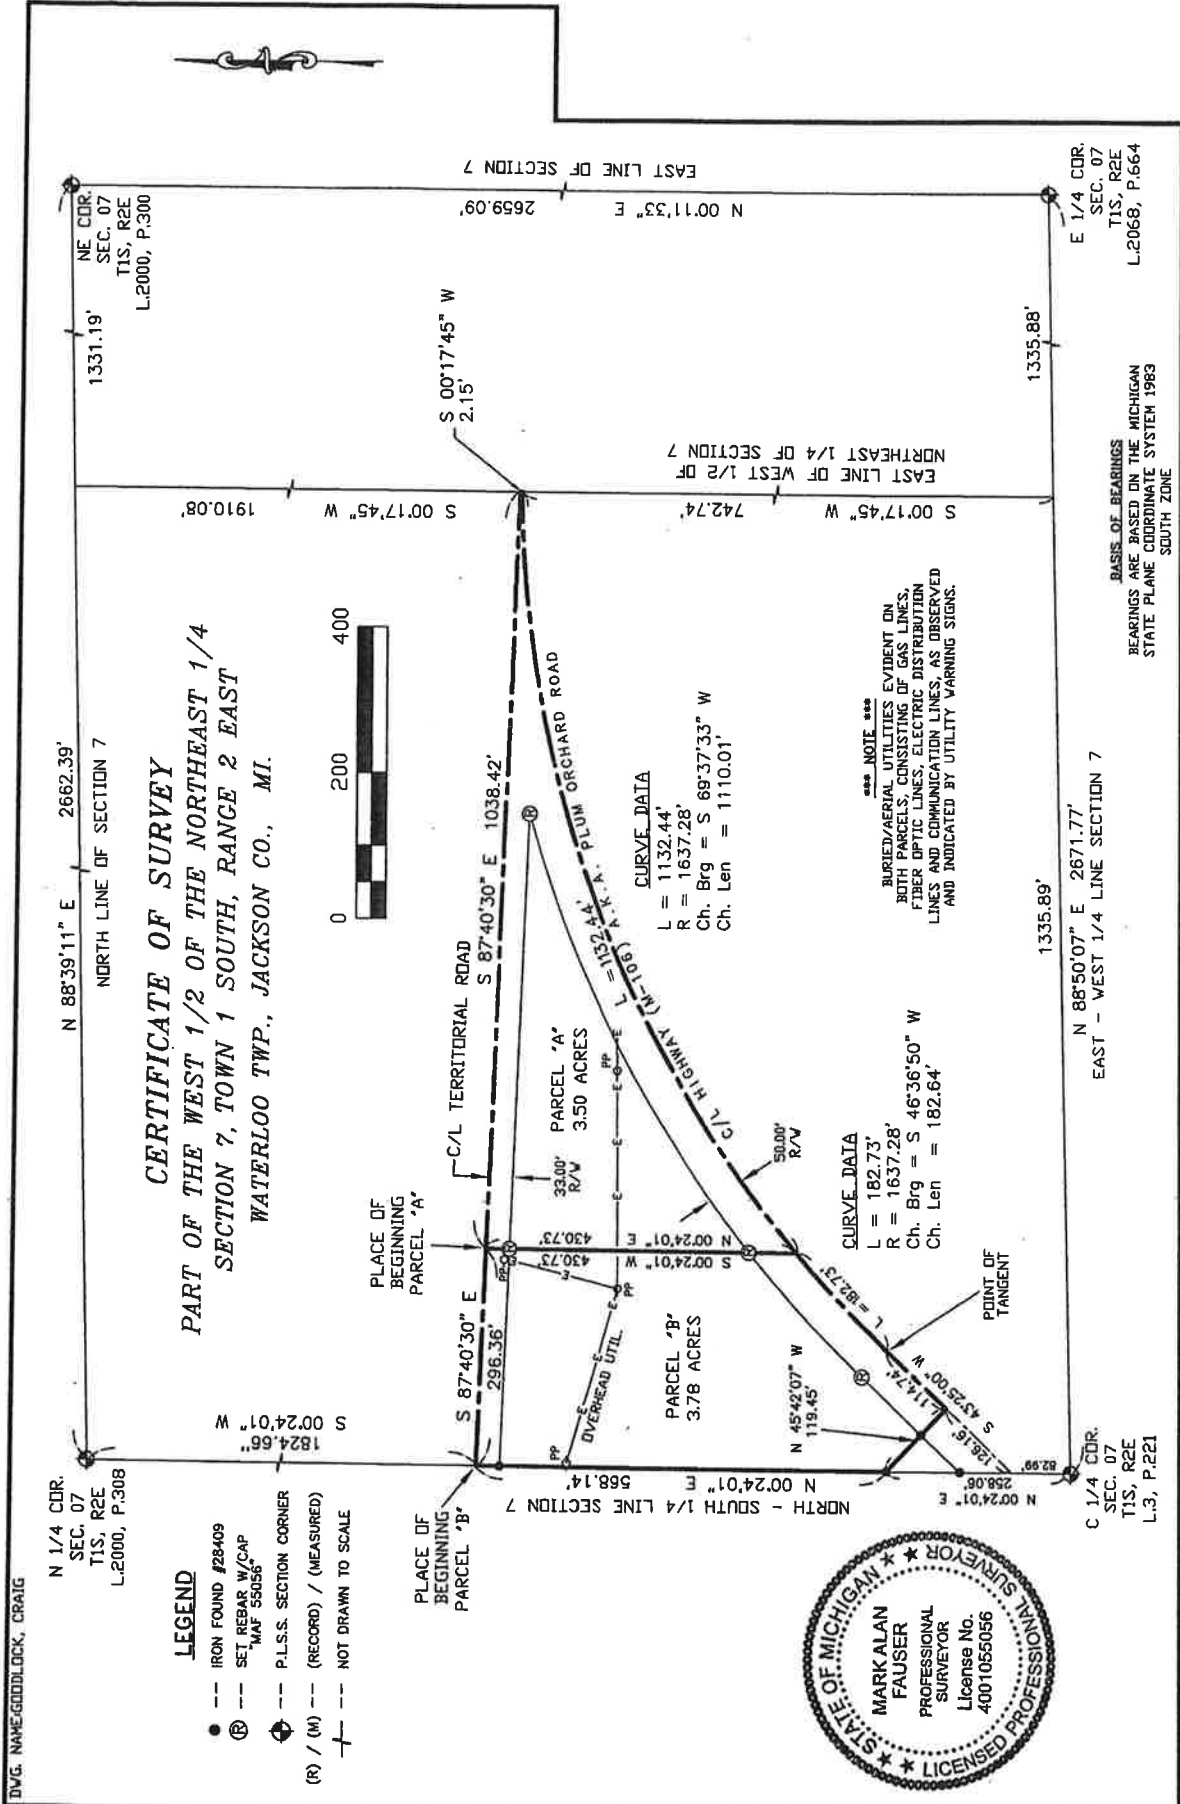 DWG. NAME:GOODLOCK, CRAIG
N 1/4 COR.
SEC. 07
T1S, R2E
L.2000, P.308
N 88°39'11" E 2662.39'
NORTH LINE OF SECTION 7
1331.19'
NE COR.
SEC. 07
T1S, R2E
L.2000, P.300
CERTIFICATE OF SURVEY
PART OF THE WEST 1/2 OF THE NORTHEAST 1/4
SECTION 7, TOWN 1 SOUTH, RANGE 2 EAST
WATERLOO TWP., JACKSON CO., MI.
0 200 400
LEGEND
● --- IRON FOUND #28409
Ⓡ --- SET REBAR W/CAP
"MAF 55056"
--- P.L.S.S. SECTION CORNER
(R) / (M) --- (RECORD) / (MEASURED)
--- NOT DRAWN TO SCALE
S 00°24'01" W
1824.66"
S 00°17'45" W
1910.08'
EAST LINE OF SECTION 7
N 00°11'33" E 2659.09'
S 00°17'45" W
2.15'
PLACE OF
BEGINNING
PARCEL "A"
PLACE OF
BEGINNING
PARCEL "B"
C/L TERRITORIAL ROAD
S 87°40'30" E 1038.42'
S 87°40'30" E
296.36'
33.00'
R/W
PARCEL "A"
3.50 ACRES
PARCEL "B"
3.78 ACRES
OVERHEAD UTIL.
PP
PP
PP
PP
E
E
E
E
E
E
E
E
N 00°24'01" E 430.73'
S 00°24'01" W 430.73'
NORTH - SOUTH 1/4 LINE SECTION 7
N 00°24'01" E 568.14'
C/L HIGHWAY (M-106) A.K.A. PLUM ORCHARD ROAD
L = 1132.44'
50.00'
R/W
CURVE DATA
L = 1132.44'
R = 1637.28'
Ch. Brg = S 69°37'33" W
Ch. Len = 1110.01'
EAST LINE OF WEST 1/2 OF
NORTHEAST 1/4 OF SECTION 7
S 00°17'45" W 742.74'
N 45°42'07" W
119.45'
L = 182.73'
POINT OF
TANGENT
114.74'
S 43°25'00" W
126.16'
82.99'
N 00°24'01" E
258.06'
CURVE DATA
L = 182.73'
R = 1637.28'
Ch. Brg = S 46°36'50" W
Ch. Len = 182.64'
*** NOTE ***
BURIED/AERIAL UTILITIES EVIDENT ON
BOTH PARCELS, CONSISTING OF GAS LINES,
FIBER OPTIC LINES, ELECTRIC DISTRIBUTION
LINES AND COMMUNICATION LINES, AS OBSERVED
AND INDICATED BY UTILITY WARNING SIGNS.
C 1/4 COR.
SEC. 07
T1S, R2E
L.3, P.221
1335.89'
1335.88'
N 88°50'07" E 2671.77'
EAST - WEST 1/4 LINE SECTION 7
E 1/4 COR.
SEC. 07
T1S, R2E
L.2068, P.664
BASIS OF BEARINGS
BEARINGS ARE BASED ON THE MICHIGAN
STATE PLANE COORDINATE SYSTEM 1983
SOUTH ZONE
STATE OF MICHIGAN
MARK ALAN
FAUSER
PROFESSIONAL
SURVEYOR
License No.
4001055056
LICENSED PROFESSIONAL SURVEYOR